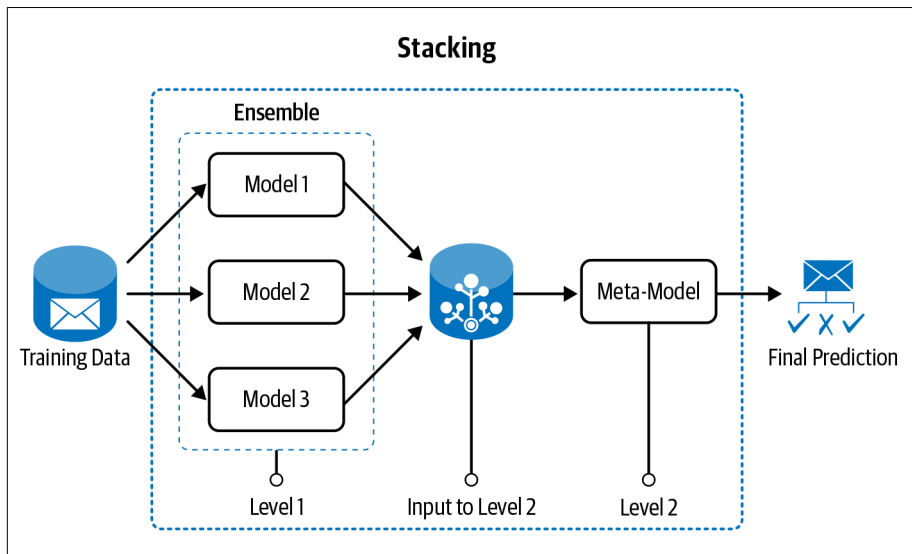 Stacking
Ensemble
Model 1
Model 2
Model 3
Training Data
Meta-Model
Final Prediction
Level 1
Input to Level 2
Level 2